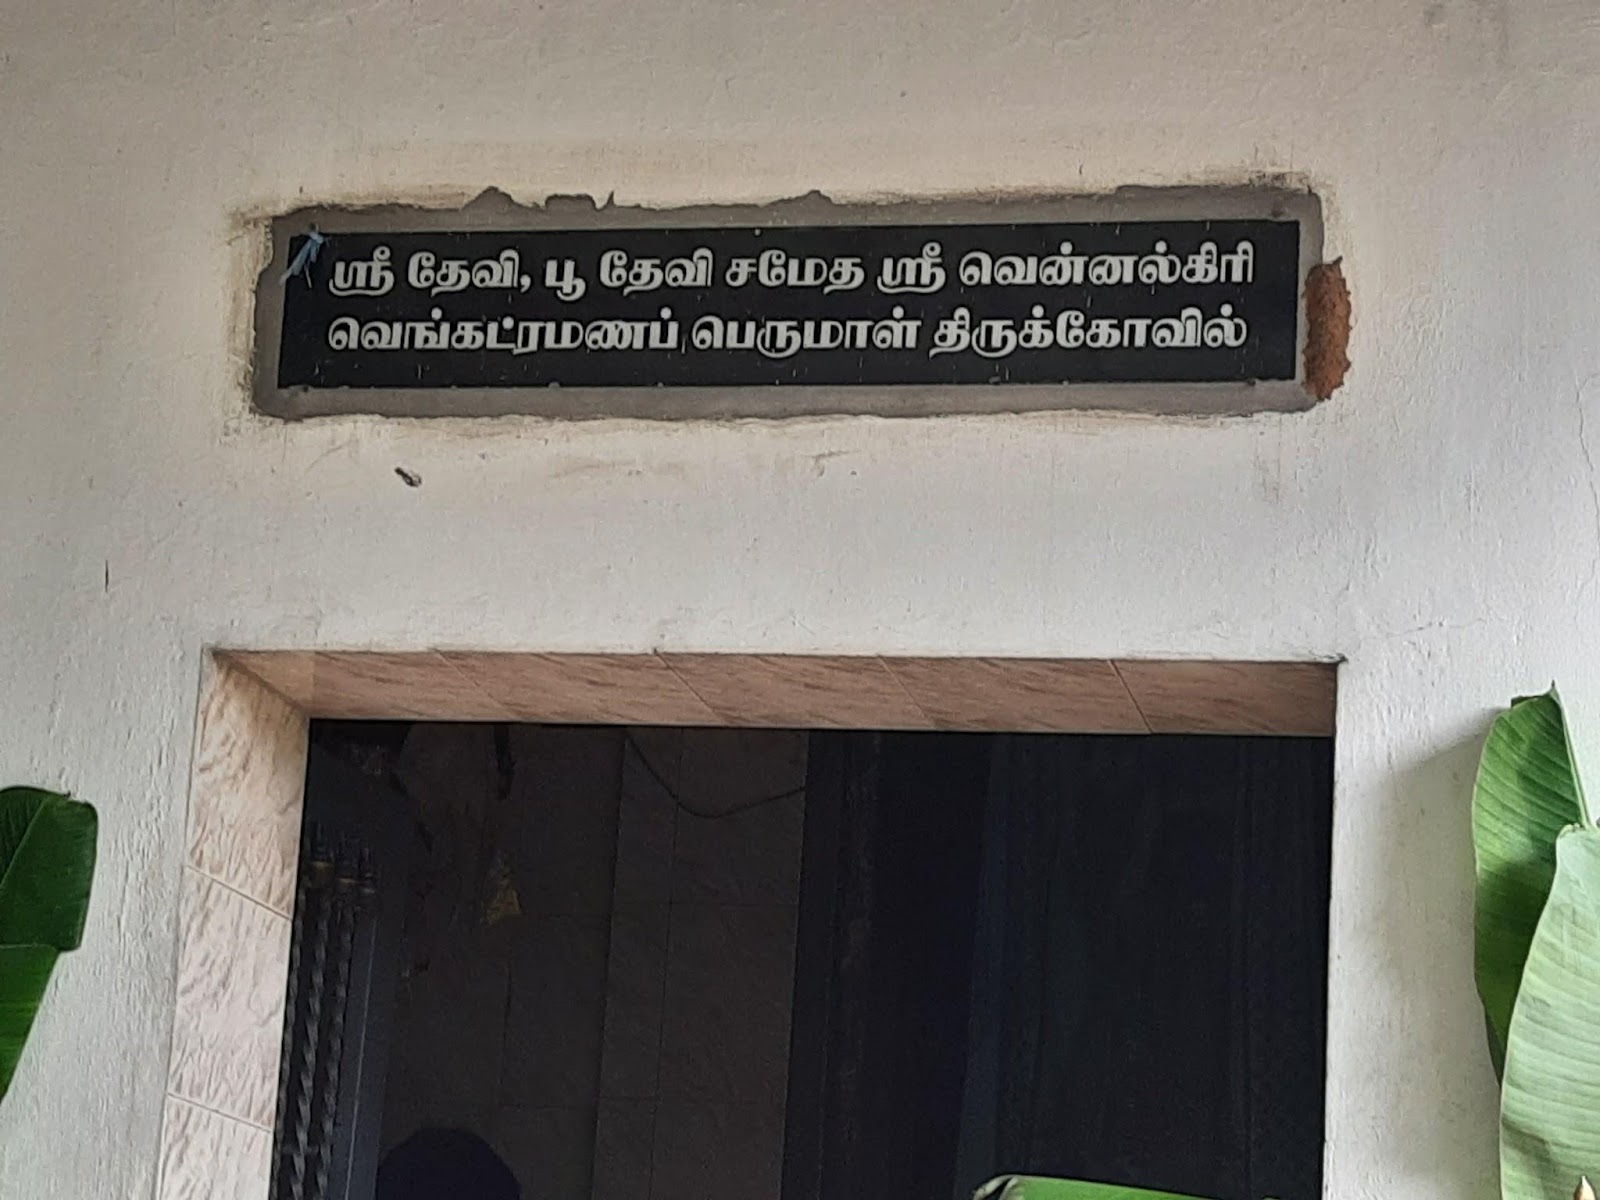 ஸ்ரீ தேவி, பூ தேவி சமேத ஸ்ரீ வென்னல்கிரி
வெங்கட்ரமணப் பெருமாள் திருக்கோவில்